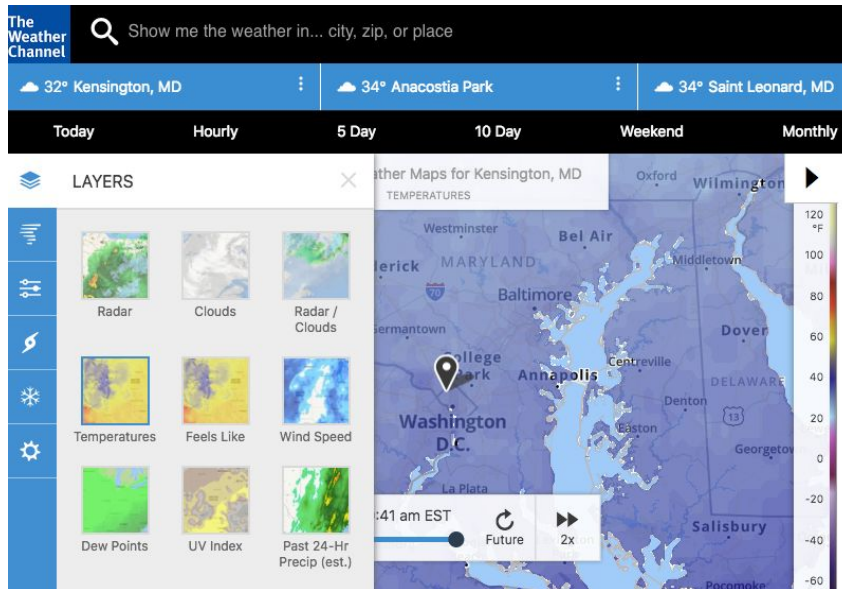 The
Weather
Channel
Show me the weather in... city, zip, or place
32° Kensington, MD
34° Anacostia Park
34° Saint Leonard, MD
Today Hourly 5 Day 10 Day Weekend Monthly
LAYERS
ther Maps for Kensington, MD
TEMPERATURES
Radar
Clouds
Radar /
Clouds
Temperatures
Feels Like
Wind Speed
Dew Points
UV Index
Past 24-Hr
Precip (est.)
Oxford
Wilmington
Westminster
Bel Air
erick
MARYLAND
Middletown
70
Baltimore
Germantown
Dover
College
Park
Centreville
Annapolis
DELAWARE
Denton
Washington
D.C.
Easton
13
Georgetow
La Plata
:41 am EST
Future
2x
Salisbury
Pocomoke
120
°F
100
80
60
40
20
0
-20
-40
-60